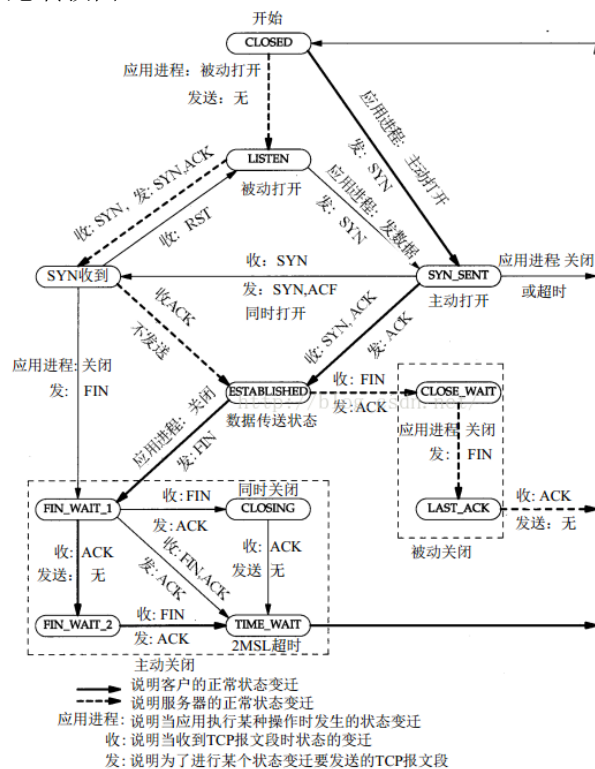 开始
CLOSED
应用进程：被动打开
发送：无
应用进程：主动打开
发：SYN
LISTEN
被动打开
收: SYN，发: SYN,ACK
收：RST
应用进程：发数据
发：SYN
SYN收到
收：SYN
发：SYN,ACF
同时打开
SYN_SENT
主动打开
应用进程 关闭
或超时
收ACK
不发送
收: SYN, ACK
发：ACK
应用进程: 关闭
发: FIN
ESTABLISHED
数据传送状态
收: FIN
发: ACK
CLOSE_WAIT
应用进程 关闭
发: FIN
LAST_ACK
被动关闭
收: ACK
发送: 无
应用进程: 关闭
发: FIN
同时关闭
FIN_WAIT_1
收:FIN
发:ACK
CLOSING
收: ACK
发送: 无
收: FIN,ACK
发: ACK
收: ACK
发送 无
FIN_WAIT_2
收: FIN
发: ACK
TIME_WAIT
2MSL超时
主动关闭
说明客户的正常状态变迁
说明服务器的正常状态变迁
应用进程: 说明当应用执行某种操作时发生的状态变迁
收: 说明当收到TCP报文段时状态的变迁
发: 说明为了进行某个状态变迁要发送的TCP报文段